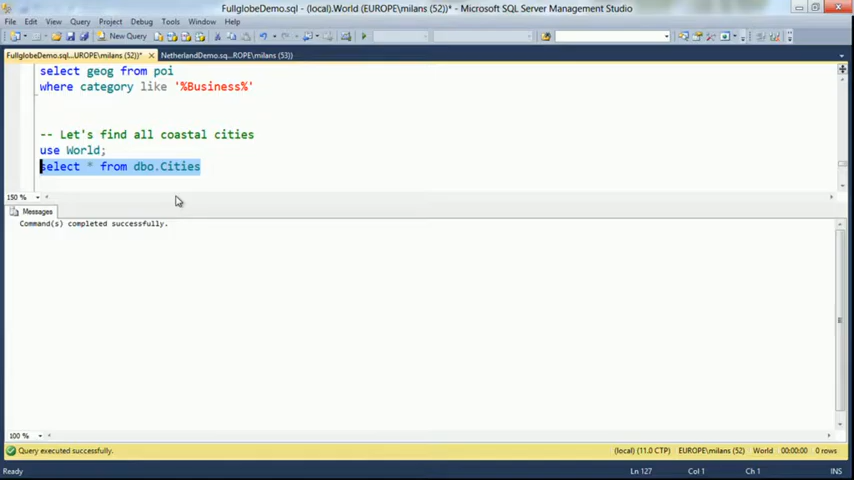 FullglobeDemo.sql - (local).World (EUROPE\milans (52))* - Microsoft SQL Server Management Studio
File Edit View Query Project Debug Tools Window Help
New Query
FullglobeDemo.sql...UROPE\milans (52))* NetherlandDemo.sq...ROPE\milans (53))
select geog from poi
where category like '%Business%'
-- Let's find all coastal cities
use World;
select * from dbo.Cities
150 %
Messages
Command(s) completed successfully.
100 %
Query executed successfully. (local) (11.0 CTP) EUROPE\milans (52) World 00:00:00 0 rows
Ready Ln 127 Col 1 Ch 1 INS